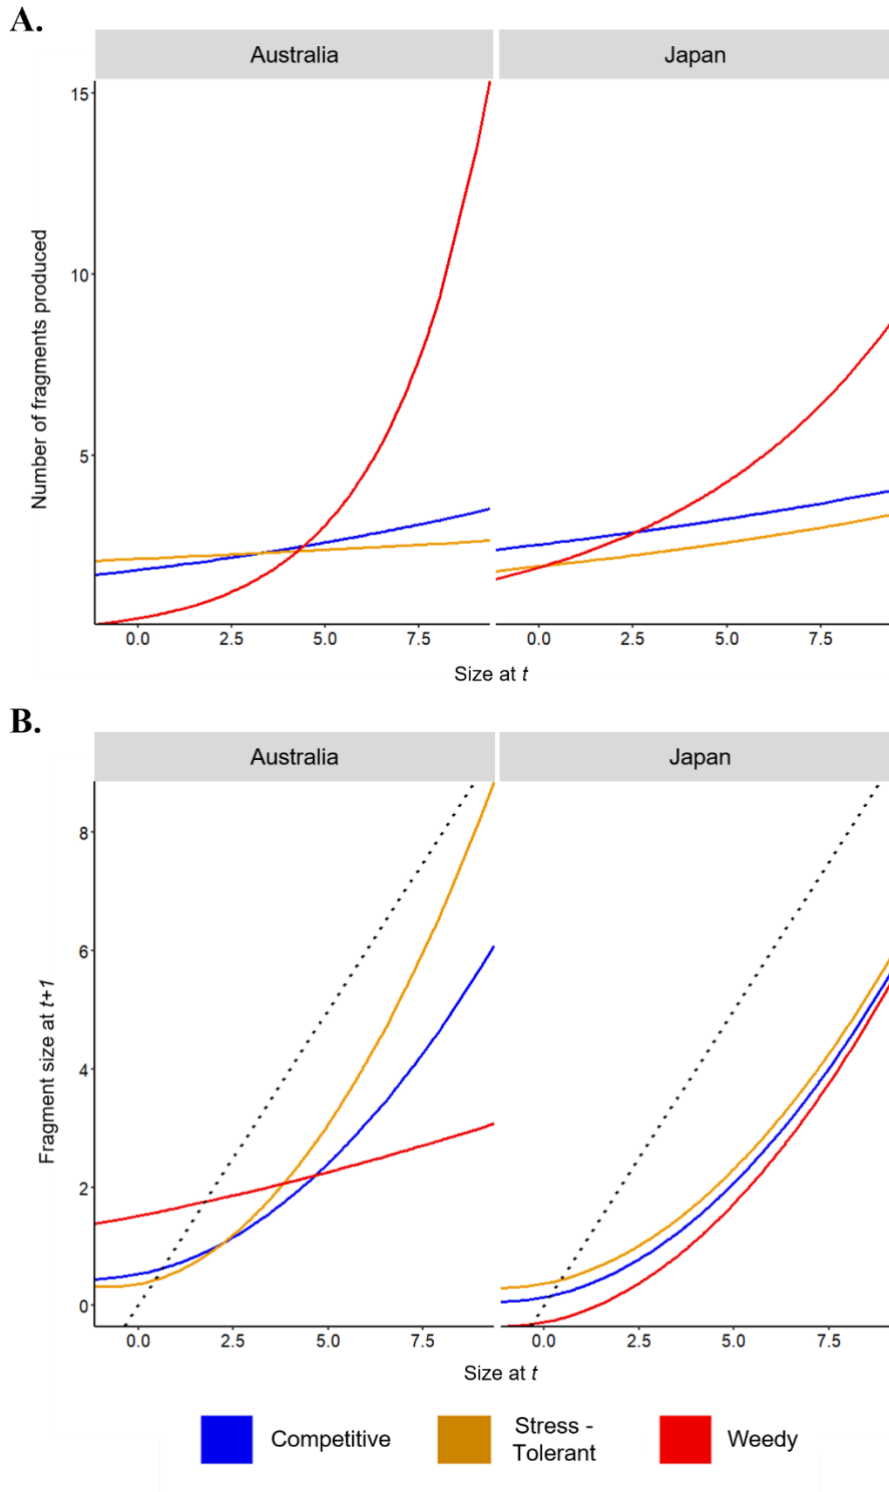 A.
Australia
Japan
Number of fragments produced
15
10
5
0.0
2.5
5.0
7.5
0.0
2.5
5.0
7.5
Size at t
B.
Australia
Japan
Fragment size at t+1
8
6
4
2
0
0.0
2.5
5.0
7.5
0.0
2.5
5.0
7.5
Size at t
Competitive
Stress -
Tolerant
Weedy